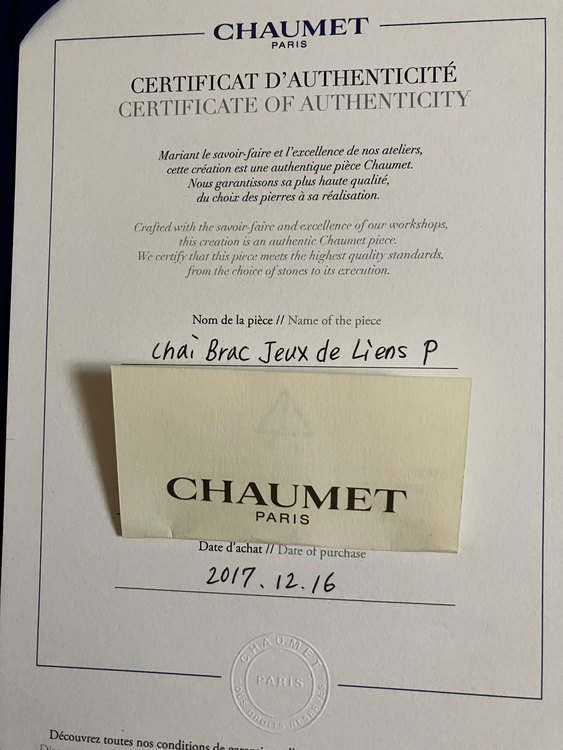 CHAUMET
PARIS
CERTIFICAT D'AUTHENTICITÉ
CERTIFICATE OF AUTHENTICITY
Mariant le savoir-faire et l'excellence de nos ateliers,
cette création est une authentique pièce Chaumet.
Nous garantissons sa plus haute qualité,
du choix des pierres à sa réalisation.
Crafted with the savoir-faire and excellence of our workshops,
this creation is an authentic Chaumet piece.
We certify that this piece meets the highest quality standards,
from the choice of stones to its execution.
Nom de la pièce // Name of the piece
Chaî Brac Jeux de Liens P
CHAUMET
PARIS
Date d'achat // Date of purchase
2017.12.16
CHAUMET
PARIS
TOUS DROITS RÉSERVÉS
Découvrez toutes nos conditions de